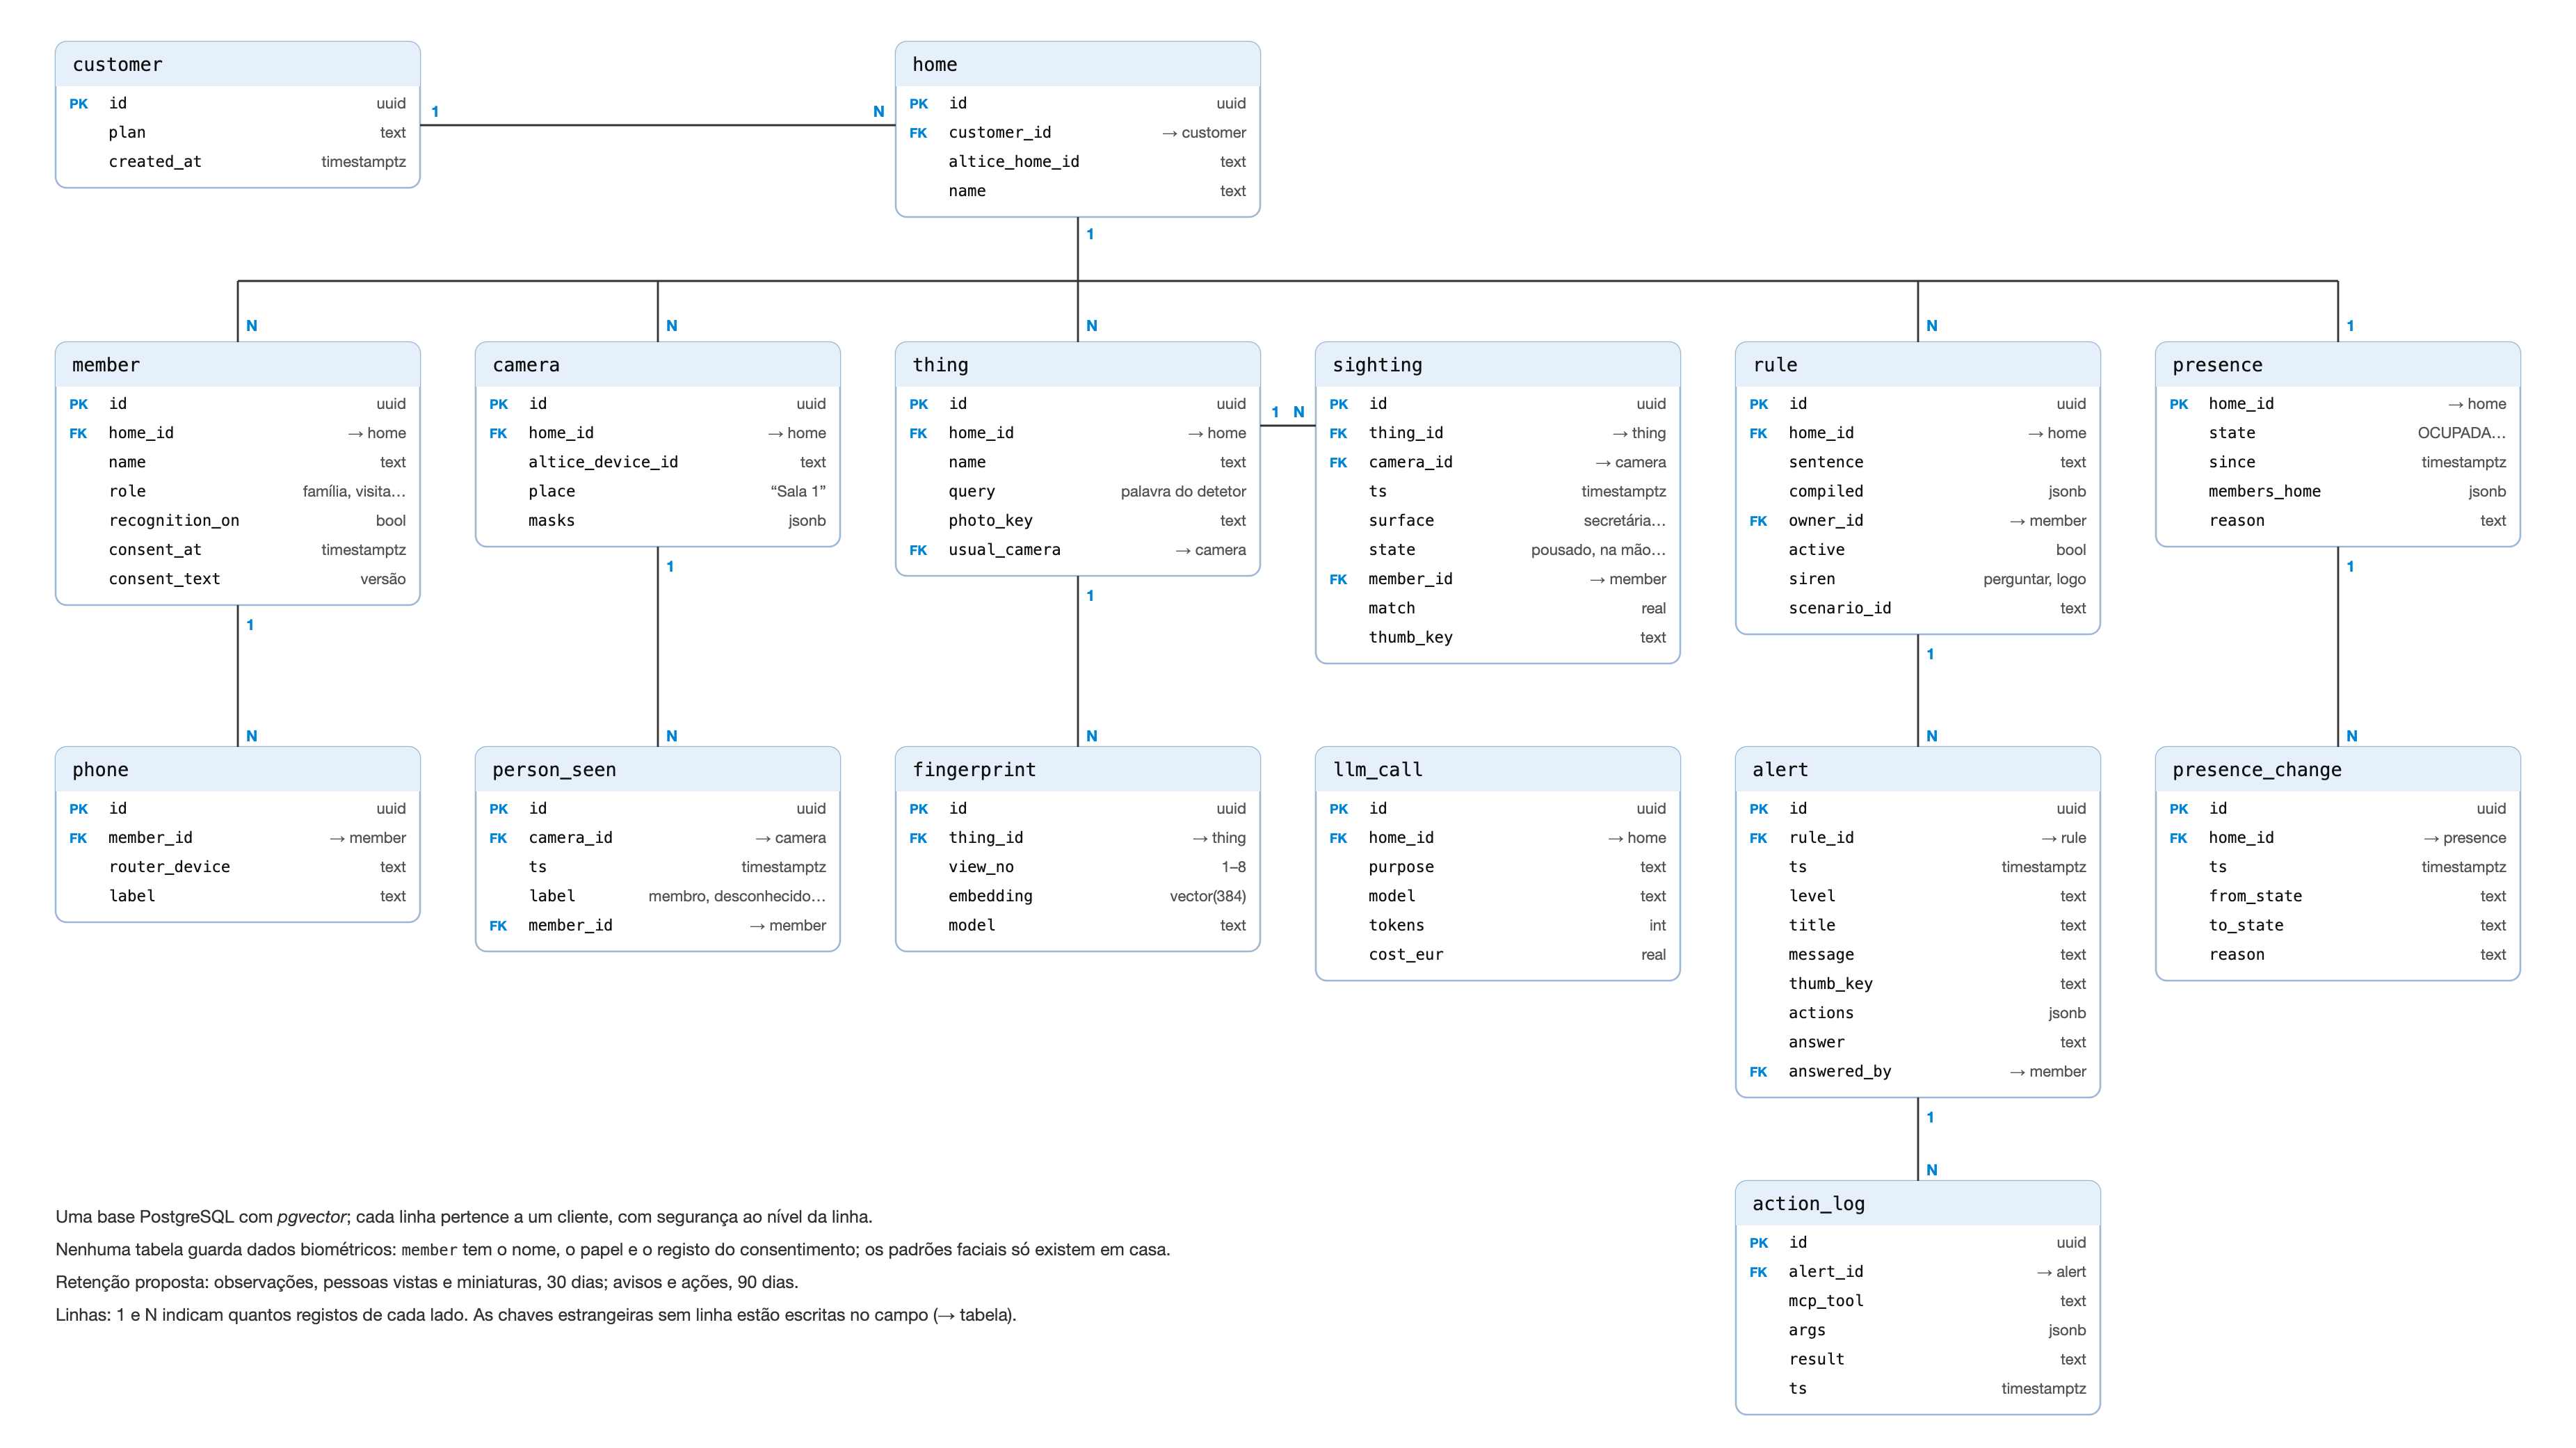 customer
PK id uuid
plan text
created_at timestamptz
1 N
home
PK id uuid
FK customer_id → customer
altice_home_id text
name text
1
N N N N 1
member
PK id uuid
FK home_id → home
name text
role família, visita…
recognition_on bool
consent_at timestamptz
consent_text versão
1
N
camera
PK id uuid
FK home_id → home
altice_device_id text
place “Sala 1”
masks jsonb
1
N
thing
PK id uuid
FK home_id → home
name text
query palavra do detetor
photo_key text
FK usual_camera → camera
1 N
1
N
sighting
PK id uuid
FK thing_id → thing
FK camera_id → camera
ts timestamptz
surface secretária…
state pousado, na mão…
FK member_id → member
match real
thumb_key text
rule
PK id uuid
FK home_id → home
sentence text
compiled jsonb
FK owner_id → member
active bool
siren perguntar, logo
scenario_id text
1
N
presence
PK home_id → home
state OCUPADA…
since timestamptz
members_home jsonb
reason text
1
N
phone
PK id uuid
FK member_id → member
router_device text
label text
person_seen
PK id uuid
FK camera_id → camera
ts timestamptz
label membro, desconhecido…
FK member_id → member
fingerprint
PK id uuid
FK thing_id → thing
view_no 1–8
embedding vector(384)
model text
llm_call
PK id uuid
FK home_id → home
purpose text
model text
tokens int
cost_eur real
alert
PK id uuid
FK rule_id → rule
ts timestamptz
level text
title text
message text
thumb_key text
actions jsonb
answer text
FK answered_by → member
1
N
presence_change
PK id uuid
FK home_id → presence
ts timestamptz
from_state text
to_state text
reason text
action_log
PK id uuid
FK alert_id → alert
mcp_tool text
args jsonb
result text
ts timestamptz
Uma base PostgreSQL com pgvector; cada linha pertence a um cliente, com segurança ao nível da linha.
Nenhuma tabela guarda dados biométricos: member tem o nome, o papel e o registo do consentimento; os padrões faciais só existem em casa.
Retenção proposta: observações, pessoas vistas e miniaturas, 30 dias; avisos e ações, 90 dias.
Linhas: 1 e N indicam quantos registos de cada lado. As chaves estrangeiras sem linha estão escritas no campo (→ tabela).